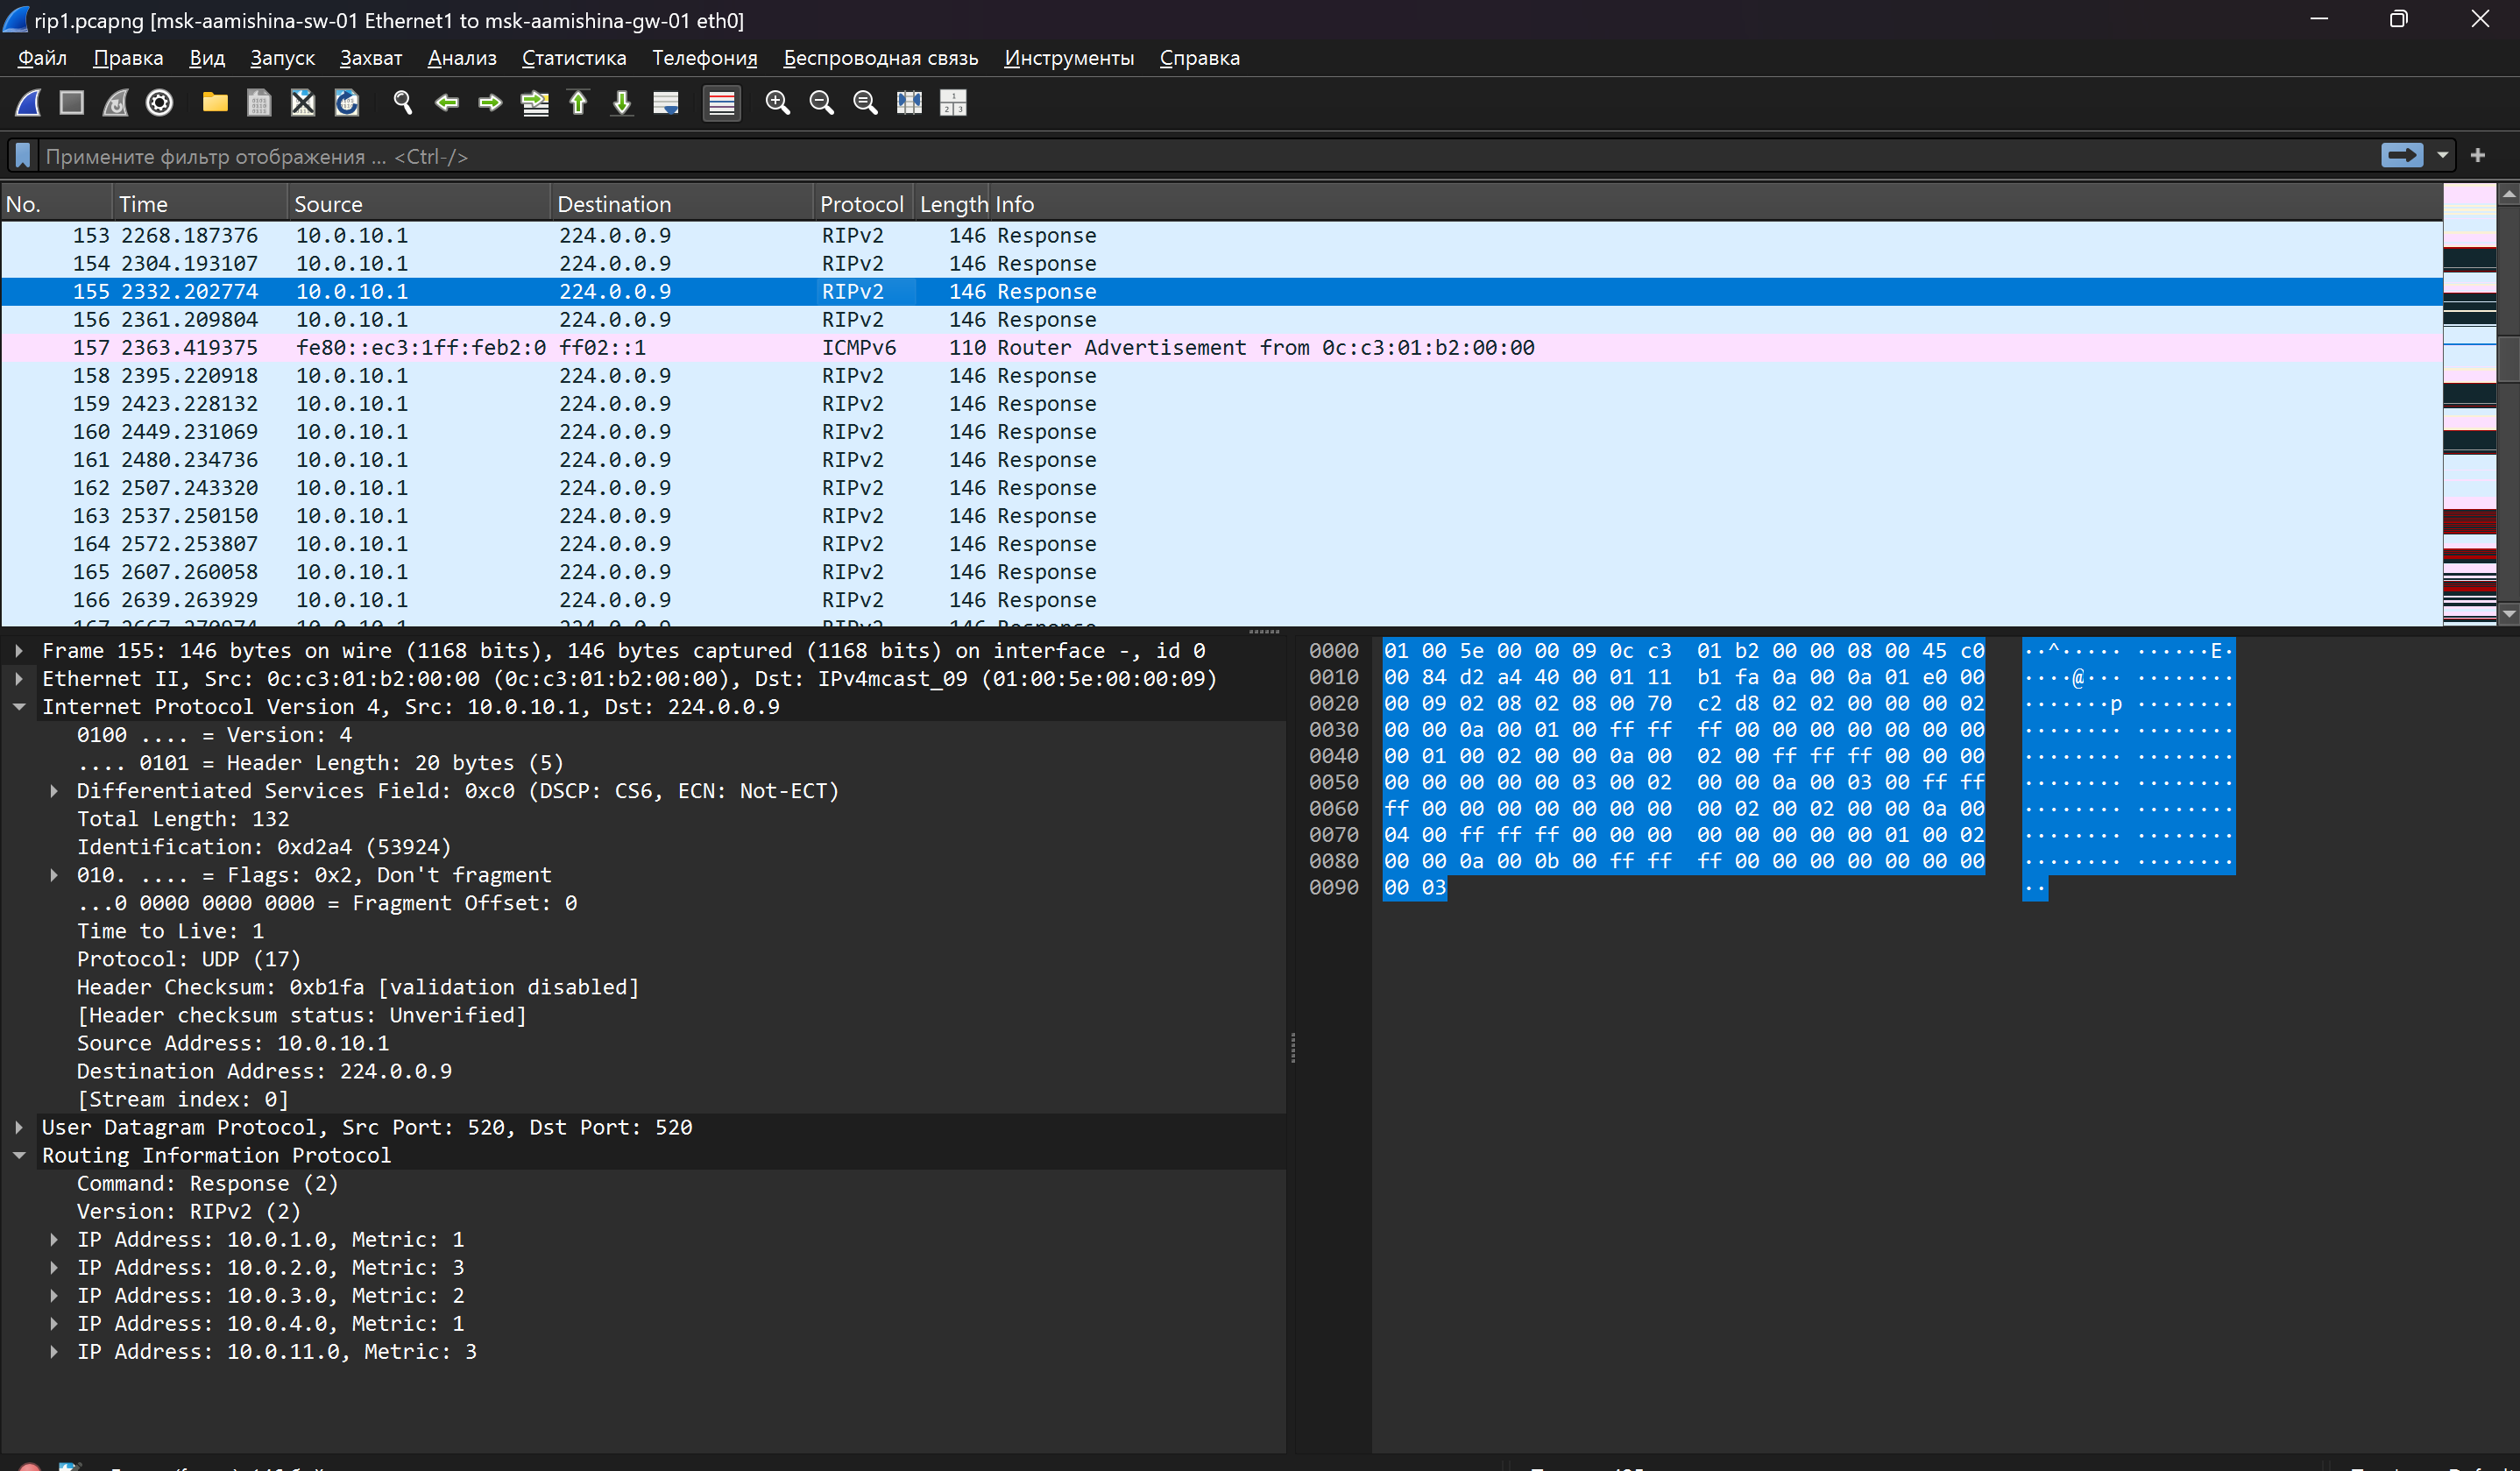 rip1.pcapng [msk-aamishina-sw-01 Ethernet1 to msk-aamishina-gw-01 eth0]
Файл Правка Вид Запуск Захват Анализ Статистика Телефония Беспроводная связь Инструменты Справка
Примените фильтр отображения ... <Ctrl-/>
No. Time Source Destination Protocol Length Info
153 2268.187376 10.0.10.1 224.0.0.9 RIPv2 146 Response
154 2304.193107 10.0.10.1 224.0.0.9 RIPv2 146 Response
155 2332.202774 10.0.10.1 224.0.0.9 RIPv2 146 Response
156 2361.209804 10.0.10.1 224.0.0.9 RIPv2 146 Response
157 2363.419375 fe80::ec3:1ff:feb2:0 ff02::1 ICMPv6 110 Router Advertisement from 0c:c3:01:b2:00:00
158 2395.220918 10.0.10.1 224.0.0.9 RIPv2 146 Response
159 2423.228132 10.0.10.1 224.0.0.9 RIPv2 146 Response
160 2449.231069 10.0.10.1 224.0.0.9 RIPv2 146 Response
161 2480.234736 10.0.10.1 224.0.0.9 RIPv2 146 Response
162 2507.243320 10.0.10.1 224.0.0.9 RIPv2 146 Response
163 2537.250150 10.0.10.1 224.0.0.9 RIPv2 146 Response
164 2572.253807 10.0.10.1 224.0.0.9 RIPv2 146 Response
165 2607.260058 10.0.10.1 224.0.0.9 RIPv2 146 Response
166 2639.263929 10.0.10.1 224.0.0.9 RIPv2 146 Response
Frame 155: 146 bytes on wire (1168 bits), 146 bytes captured (1168 bits) on interface -, id 0
Ethernet II, Src: 0c:c3:01:b2:00:00 (0c:c3:01:b2:00:00), Dst: IPv4mcast_09 (01:00:5e:00:00:09)
Internet Protocol Version 4, Src: 10.0.10.1, Dst: 224.0.0.9
0100 .... = Version: 4
.... 0101 = Header Length: 20 bytes (5)
Differentiated Services Field: 0xc0 (DSCP: CS6, ECN: Not-ECT)
Total Length: 132
Identification: 0xd2a4 (53924)
010. .... = Flags: 0x2, Don't fragment
...0 0000 0000 0000 = Fragment Offset: 0
Time to Live: 1
Protocol: UDP (17)
Header Checksum: 0xb1fa [validation disabled]
[Header checksum status: Unverified]
Source Address: 10.0.10.1
Destination Address: 224.0.0.9
[Stream index: 0]
User Datagram Protocol, Src Port: 520, Dst Port: 520
Routing Information Protocol
Command: Response (2)
Version: RIPv2 (2)
IP Address: 10.0.1.0, Metric: 1
IP Address: 10.0.2.0, Metric: 3
IP Address: 10.0.3.0, Metric: 2
IP Address: 10.0.4.0, Metric: 1
IP Address: 10.0.11.0, Metric: 3
0000 01 00 5e 00 00 09 0c c3 01 b2 00 00 08 00 45 c0 ··^····· ······E·
0010 00 84 d2 a4 40 00 01 11 b1 fa 0a 00 0a 01 e0 00 ····@··· ········
0020 00 09 02 08 02 08 00 70 c2 d8 02 02 00 00 00 02 ·······p ········
0030 00 00 0a 00 01 00 ff ff ff 00 00 00 00 00 00 00 ········ ········
0040 00 01 00 02 00 00 0a 00 02 00 ff ff ff 00 00 00 ········ ········
0050 00 00 00 00 00 03 00 02 00 00 0a 00 03 00 ff ff ········ ········
0060 ff 00 00 00 00 00 00 00 00 02 00 02 00 00 0a 00 ········ ········
0070 04 00 ff ff ff 00 00 00 00 00 00 00 00 01 00 02 ········ ········
0080 00 00 0a 00 0b 00 ff ff ff 00 00 00 00 00 00 00 ········ ········
0090 00 03 ··